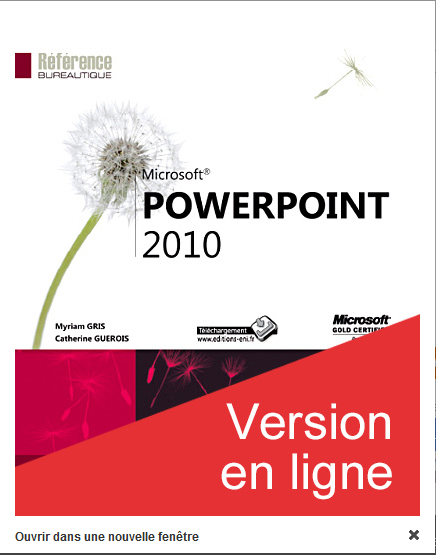 Référence
BUREAUTIQUE
Microsoft®
POWERPOINT
2010
Myriam GRIS
Catherine GUEROIS
Téléchargement
www.editions-eni.fr
Microsoft
GOLD CERTIFIED
Version
en ligne
Ouvrir dans une nouvelle fenêtre